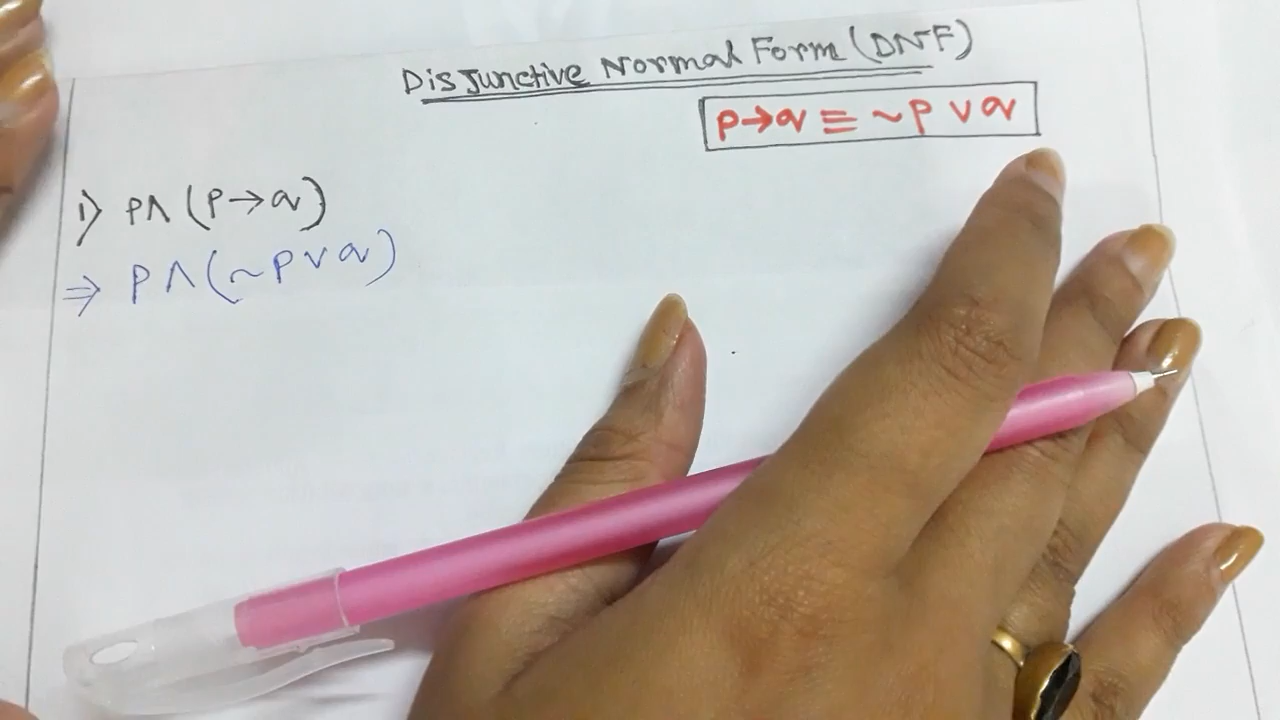 Disjunctive Normal Form (DNF)
p→q ≡ ~p ∨ q
1) p∧(p→q)
⇒ p∧(~p∨q)